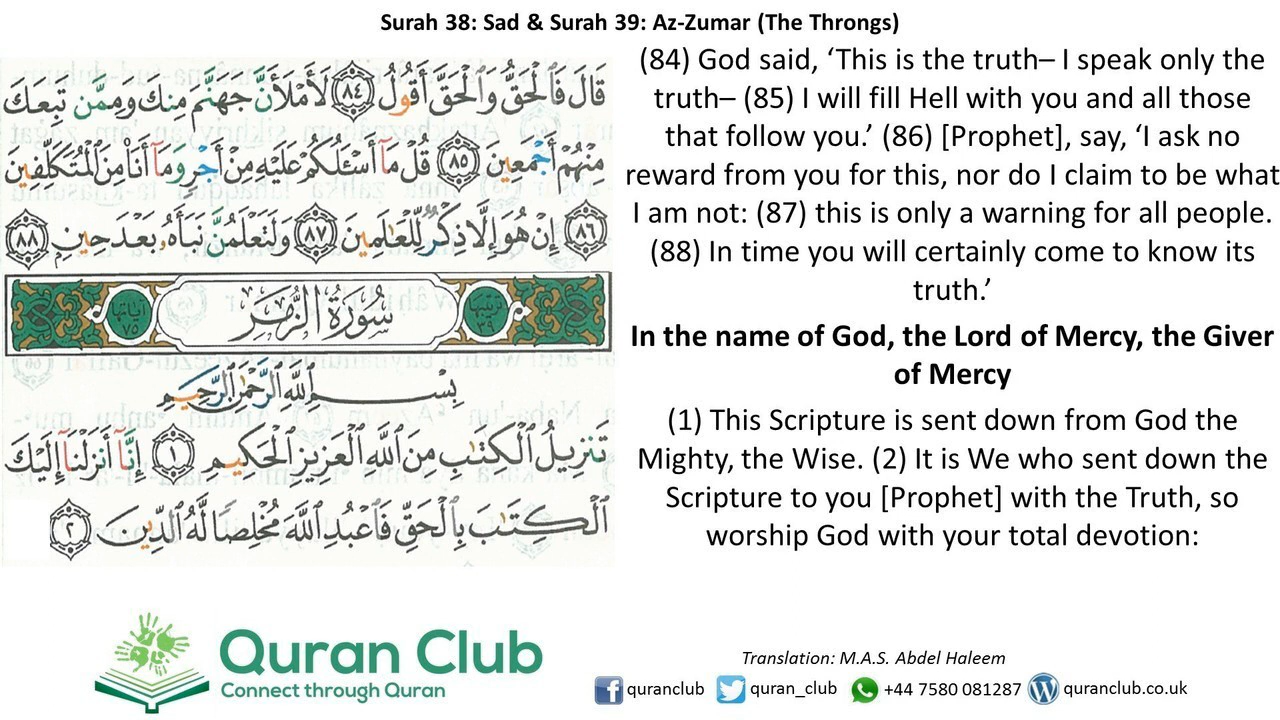 Surah 38: Sad & Surah 39: Az-Zumar (The Throngs)
قَالَ فَٱلْحَقُّ وَٱلْحَقَّ أَقُولُ ٨٤ لَأَمْلَأَنَّ جَهَنَّمَ مِنكَ وَمِمَّن تَبِعَكَ
مِنْهُمْ أَجْمَعِينَ ٨٥ قُلْ مَآ أَسْـَٔلُكُمْ عَلَيْهِ مِنْ أَجْرٍ وَمَآ أَنَا۠ مِنَ ٱلْمُتَكَلِّفِينَ
٨٦ إِنْ هُوَ إِلَّا ذِكْرٌ لِّلْعَـٰلَمِينَ ٨٧ وَلَتَعْلَمُنَّ نَبَأَهُۥ بَعْدَ حِينٍۭ ٨٨
ترتيبها ٣٩
سُورَةُ الزُّمَرِ
آياتها ٧٥
بِسْمِ ٱللَّهِ ٱلرَّحْمَـٰنِ ٱلرَّحِيمِ
تَنزِيلُ ٱلْكِتَـٰبِ مِنَ ٱللَّهِ ٱلْعَزِيزِ ٱلْحَكِيمِ ١ إِنَّآ أَنزَلْنَآ إِلَيْكَ
ٱلْكِتَـٰبَ بِٱلْحَقِّ فَٱعْبُدِ ٱللَّهَ مُخْلِصًا لَّهُ ٱلدِّينَ ٢
(84) God said, ‘This is the truth– I speak only the
truth– (85) I will fill Hell with you and all those
that follow you.’ (86) [Prophet], say, ‘I ask no
reward from you for this, nor do I claim to be what
I am not: (87) this is only a warning for all people.
(88) In time you will certainly come to know its
truth.’
In the name of God, the Lord of Mercy, the Giver
of Mercy
(1) This Scripture is sent down from God the
Mighty, the Wise. (2) It is We who sent down the
Scripture to you [Prophet] with the Truth, so
worship God with your total devotion:
Quran Club
Connect through Quran
Translation: M.A.S. Abdel Haleem
quranclub quran_club +44 7580 081287 quranclub.co.uk